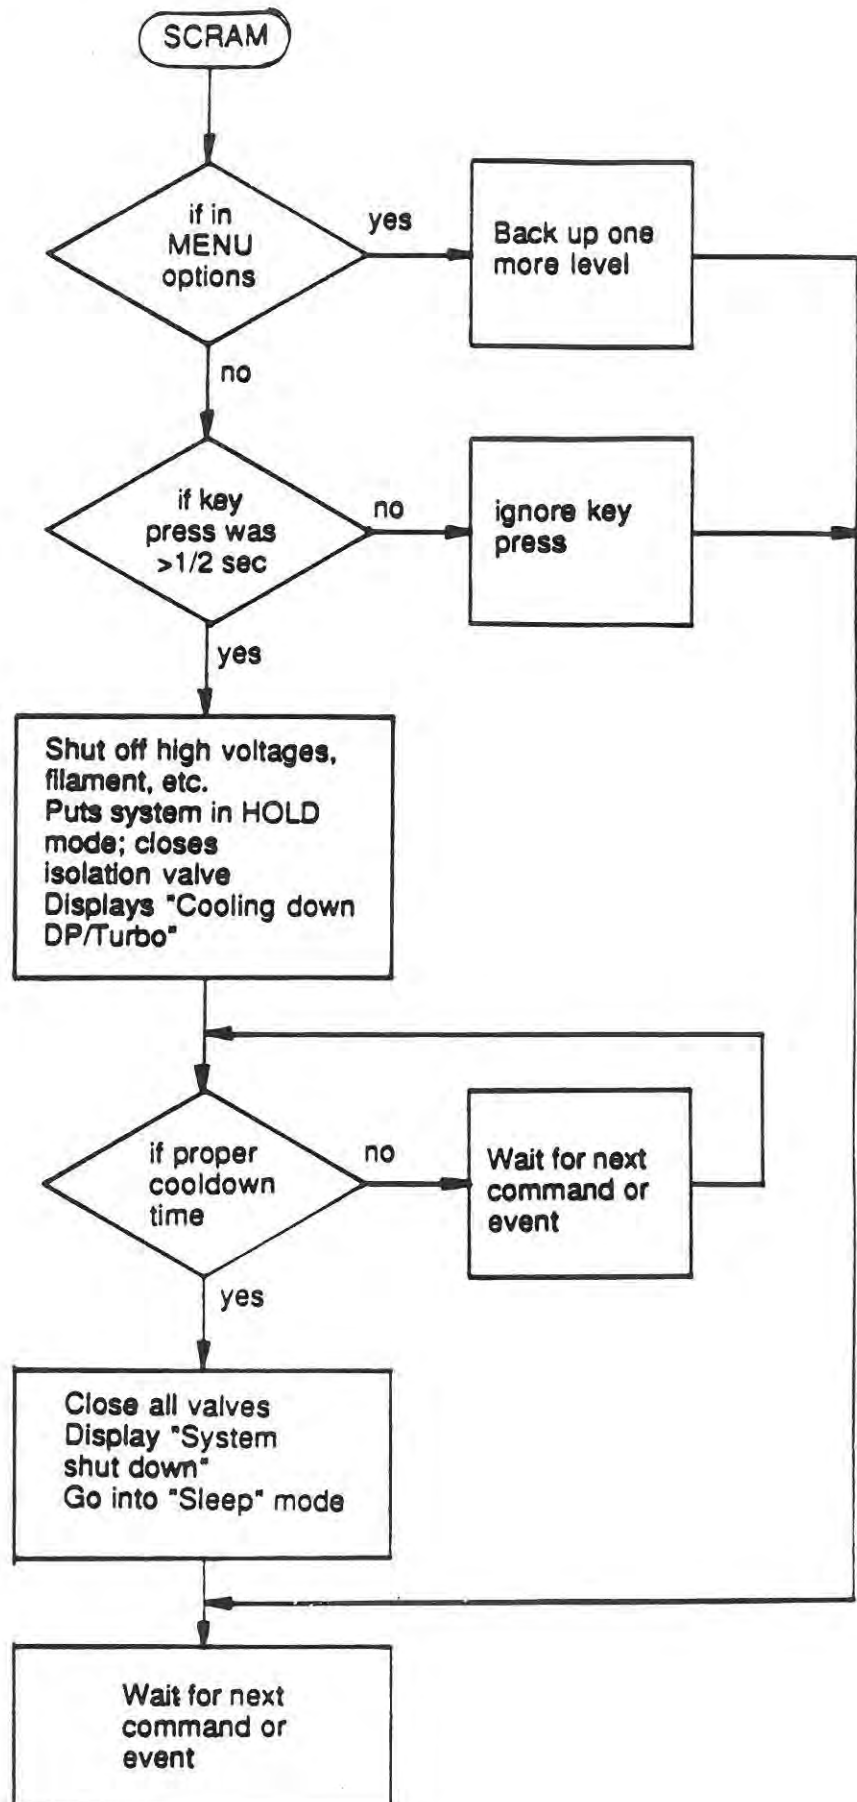 SCRAM
if in
MENU
options
yes
Back up one
more level
no
if key
press was
>1/2 sec
no
ignore key
press
yes
Shut off high voltages,
filament, etc.
Puts system in HOLD
mode; closes
isolation valve
Displays "Cooling down
DP/Turbo"
if proper
cooldown
time
no
Wait for next
command or
event
yes
Close all valves
Display "System
shut down"
Go into "Sleep" mode
Wait for next
command or
event